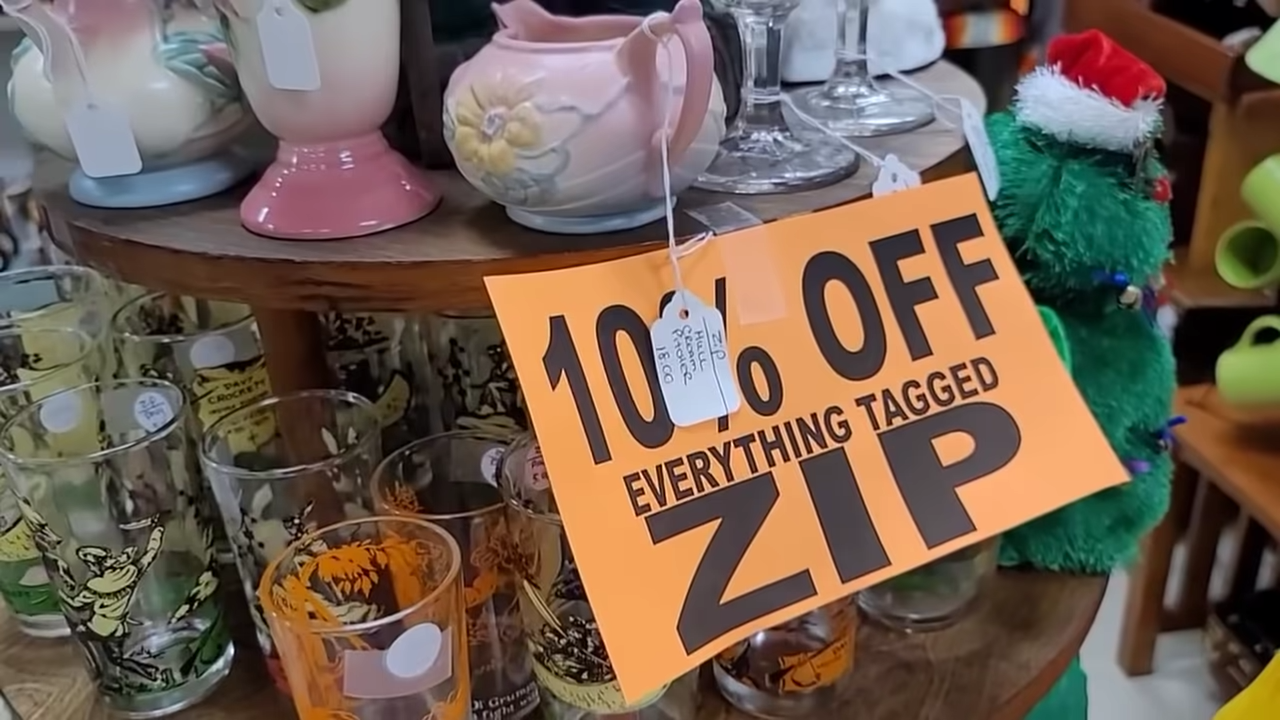 10% OFF
EVERYTHING TAGGED
ZIP
Zip
Hull
Cream
Pitcher
18.00
DAVY
CROCKETT